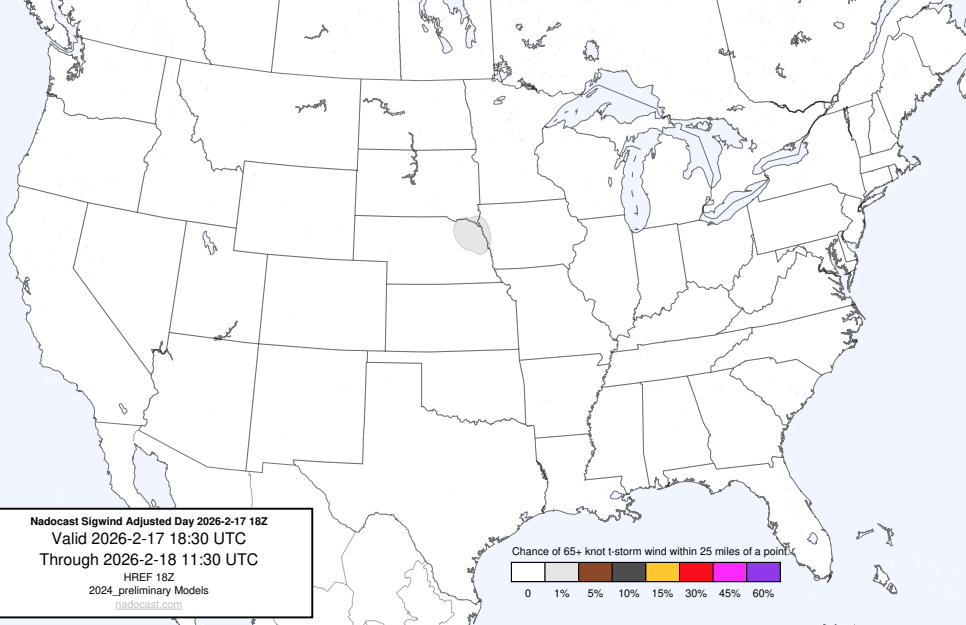 Nadocast Sigwind Adjusted Day 2026-2-17 18Z
Valid 2026-2-17 18:30 UTC
Through 2026-2-18 11:30 UTC
HREF 18Z
2024_preliminary Models
nadocast.com
Chance of 65+ knot t-storm wind within 25 miles of a point.
0 1% 5% 10% 15% 30% 45% 60%